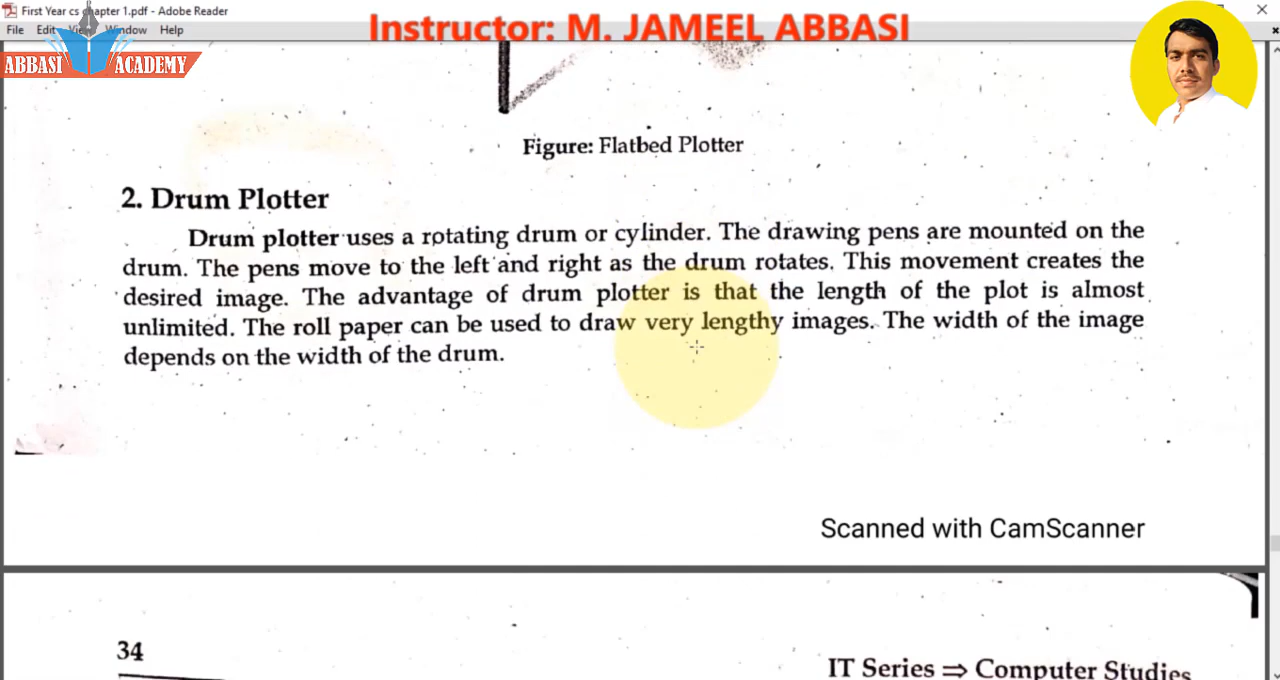 First Year cs chapter 1.pdf - Adobe Reader
Instructor: M. JAMEEL ABBASI
File Edit View Window Help
ABBASI ACADEMY
Figure: Flatbed Plotter
2. Drum Plotter
Drum plotter uses a rotating drum or cylinder. The drawing pens are mounted on the
drum. The pens move to the left and right as the drum rotates. This movement creates the
desired image. The advantage of drum plotter is that the length of the plot is almost
unlimited. The roll paper can be used to draw very lengthy images. The width of the image
depends on the width of the drum.
Scanned with CamScanner
34
IT Series ⇒ Computer Studies